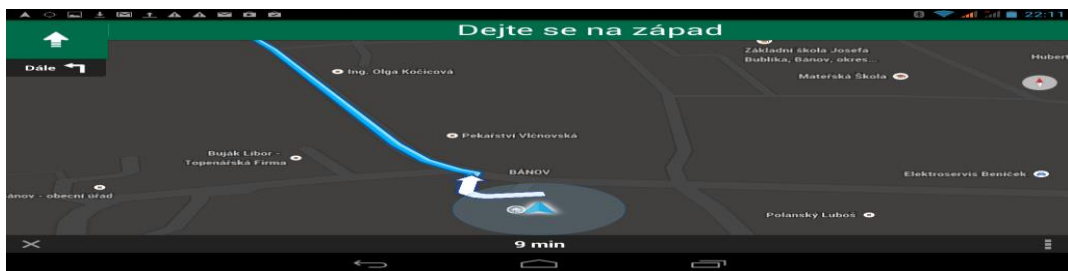 22:11
Dejte se na západ
Dále
Základní škola Josefa
Bublíka, Bánov, okres...
Hubert
Ing. Olga Kočicová
Mateřská Škola
Pekařství Vlčnovská
Buják Libor -
Topenářská Firma
BÁNOV
Elektroservis Beníček
ánov - obecní úřad
Polanský Luboš
9 min